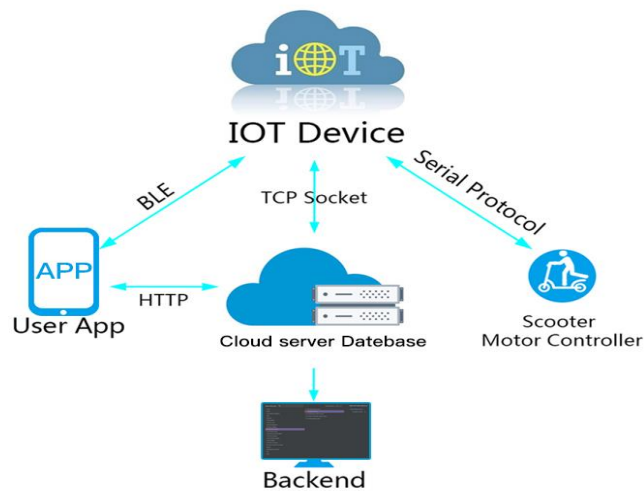 iOT
IOT Device
BLE
TCP Socket
Serial Protocol
APP
HTTP
User App
Cloud server Datebase
Scooter
Motor Controller
Backend